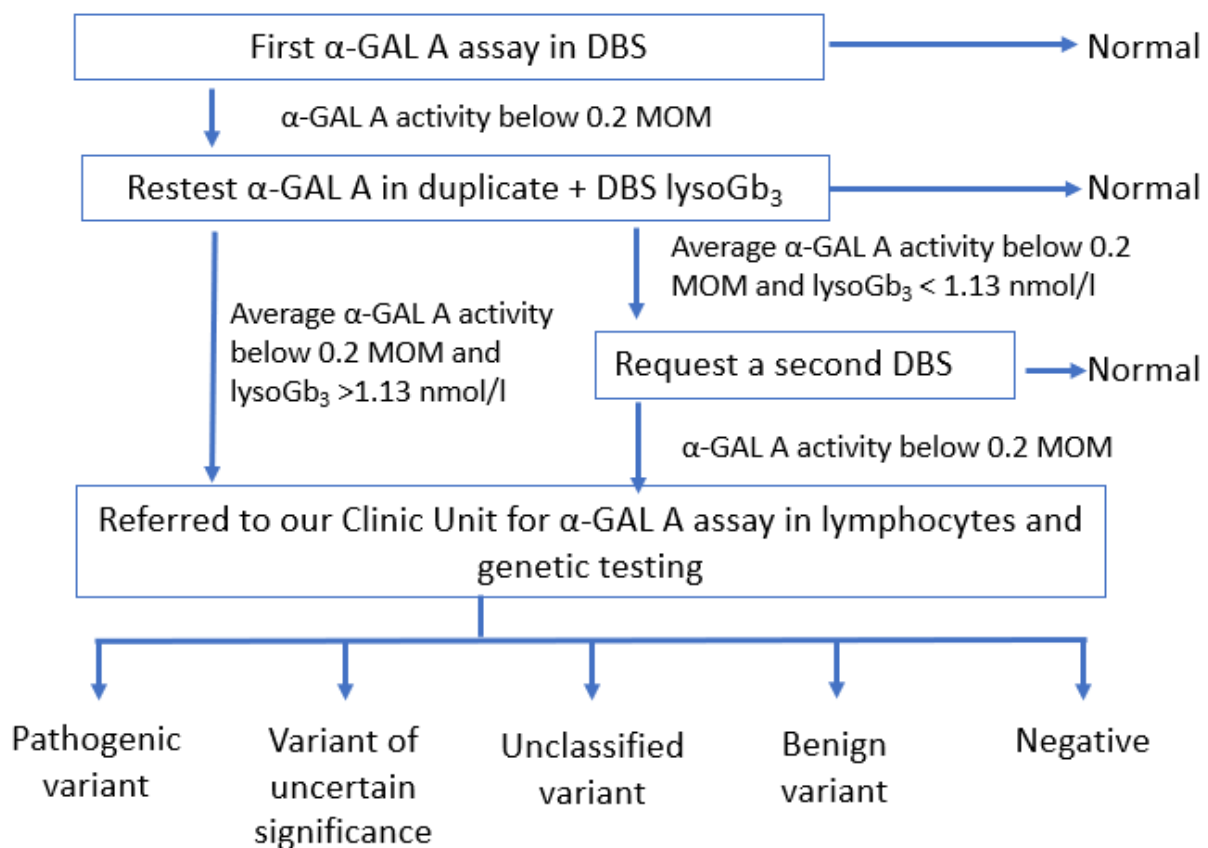 First α-GAL A assay in DBS
Normal
α-GAL A activity below 0.2 MOM
Restest α-GAL A in duplicate + DBS lysoGb₃
Normal
Average α-GAL A activity below 0.2
MOM and lysoGb₃ < 1.13 nmol/l
Average α-GAL A activity
below 0.2 MOM and
lysoGb₃ >1.13 nmol/l
Request a second DBS
Normal
α-GAL A activity below 0.2 MOM
Referred to our Clinic Unit for α-GAL A assay in lymphocytes and
genetic testing
Pathogenic
variant
Variant of
uncertain
significance
Unclassified
variant
Benign
variant
Negative